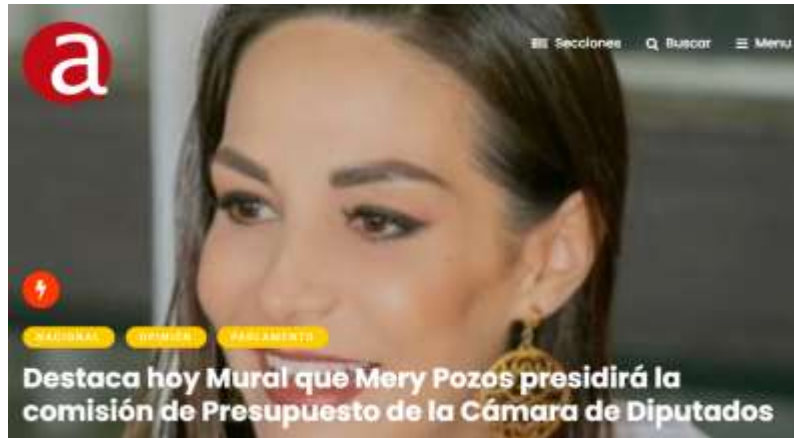 a
Secciones Buscar Menu
NACIONAL OPINIÓN PARLAMENTO
Destaca hoy Mural que Mery Pozos presidirá la
comisión de Presupuesto de la Cámara de Diputados